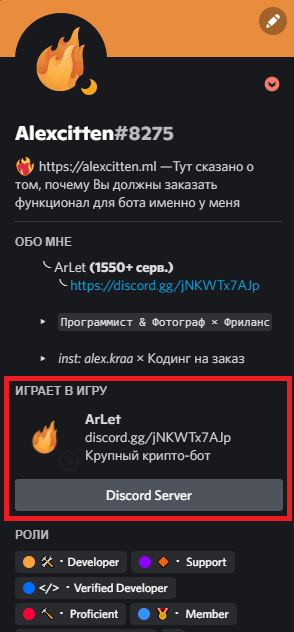 Alexcitten#8275
https://alexcitten.ml —Тут сказано о
том, почему Вы должны заказать
функционал для бота именно у меня
ОБО МНЕ
╰ ArLet (1550+ серв.)
╰ https://discord.gg/jNKWTx7AJp
▸ Программист & Фотограф × Фриланс
▸ inst: alex.kraa × Кодинг на заказ
ИГРАЕТ В ИГРУ
ArLet
discord.gg/jNKWTx7AJp
Крупный крипто-бот
Discord Server
РОЛИ
🛠 · Developer
🔸 · Support
</> · Verified Developer
🔨 · Proficient
🏅 · Member